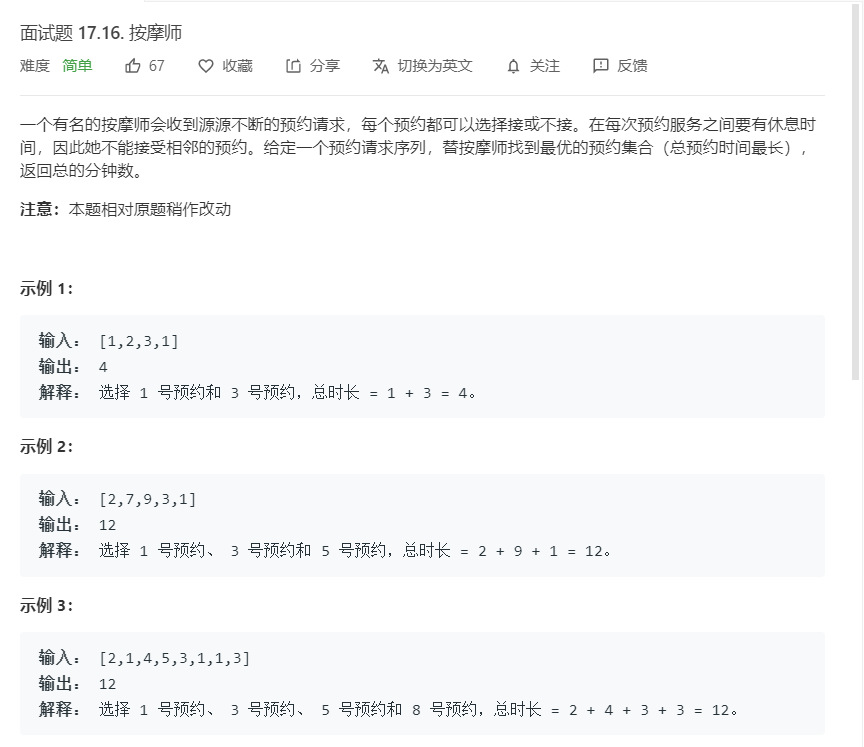 面试题 17.16. 按摩师
难度 简单 67 收藏 分享 切换为英文 关注 反馈
一个有名的按摩师会收到源源不断的预约请求，每个预约都可以选择接或不接。在每次预约服务之间要有休息时
间，因此她不能接受相邻的预约。给定一个预约请求序列，替按摩师找到最优的预约集合（总预约时间最长），
返回总的分钟数。
注意：本题相对原题稍作改动
示例 1：
输入： [1,2,3,1]
输出： 4
解释： 选择 1 号预约和 3 号预约，总时长 = 1 + 3 = 4。
示例 2：
输入： [2,7,9,3,1]
输出： 12
解释： 选择 1 号预约、 3 号预约和 5 号预约，总时长 = 2 + 9 + 1 = 12。
示例 3：
输入： [2,1,4,5,3,1,1,3]
输出： 12
解释： 选择 1 号预约、 3 号预约、 5 号预约和 8 号预约，总时长 = 2 + 4 + 3 + 3 = 12。